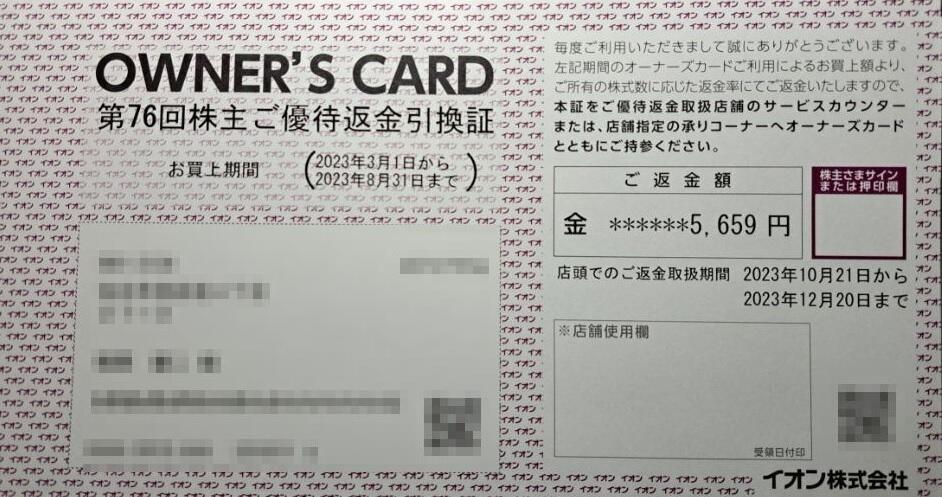 OWNER'S CARD
第76回株主ご優待返金引換証
お買上期間
(2023年3月1日から
2023年8月31日まで)
毎度ご利用いただきまして誠にありがとうございます。
左記期間のオーナーズカードご利用によるお買上額より、
ご所有の株式数に応じた返金率にてご返金いたしますので、
本証をご優待返金取扱店舗のサービスカウンター
または、店舗指定の承りコーナーへオーナーズカード
とともにご持参ください。
ご返金額
金 ******5,659 円
株主さまサイン
または押印欄
店頭でのご返金取扱期間 2023年10月21日から
2023年12月20日まで
※店舗使用欄
受領日付印
イオン株式会社